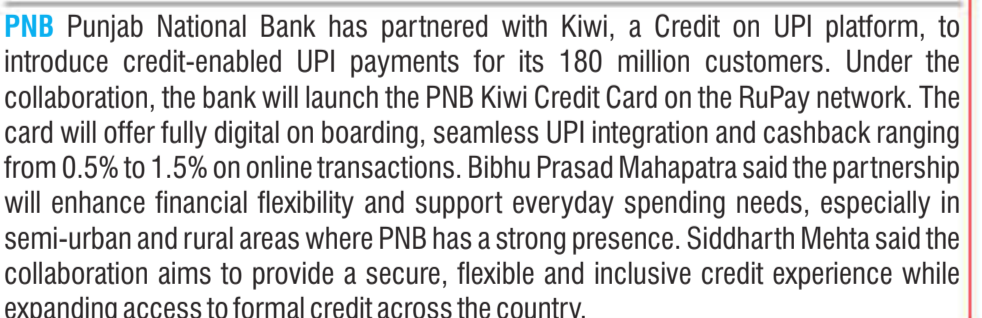 PNB Punjab National Bank has partnered with Kiwi, a Credit on UPI platform, to
introduce credit-enabled UPI payments for its 180 million customers. Under the
collaboration, the bank will launch the PNB Kiwi Credit Card on the RuPay network. The
card will offer fully digital on boarding, seamless UPI integration and cashback ranging
from 0.5% to 1.5% on online transactions. Bibhu Prasad Mahapatra said the partnership
will enhance financial flexibility and support everyday spending needs, especially in
semi-urban and rural areas where PNB has a strong presence. Siddharth Mehta said the
collaboration aims to provide a secure, flexible and inclusive credit experience while
expanding access to formal credit across the country.